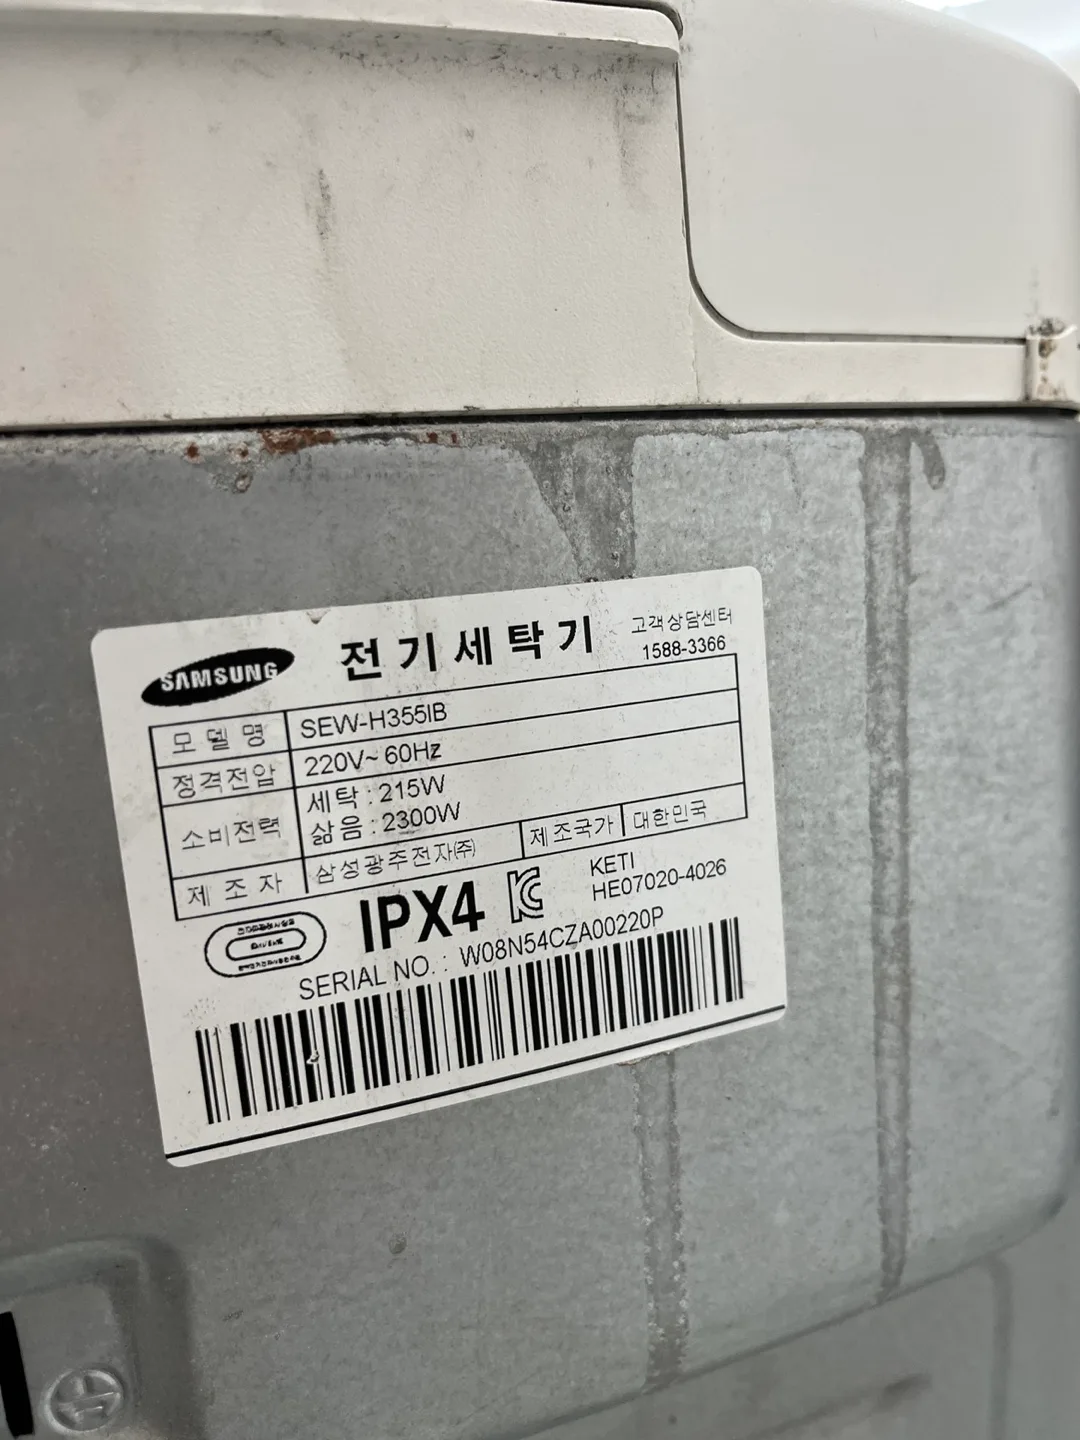 SAMSUNG
전기세탁기
고객상담센터
1588-3366
모델명 SEW-H355IB
정격전압 220V~ 60Hz
소비전력 세탁 : 215W
삶음 : 2300W
제조자 삼성광주전자㈜ 제조국가 대한민국
IPX4 KC KETI
HE07020-4026
SERIAL NO. : W08N54CZA00220P